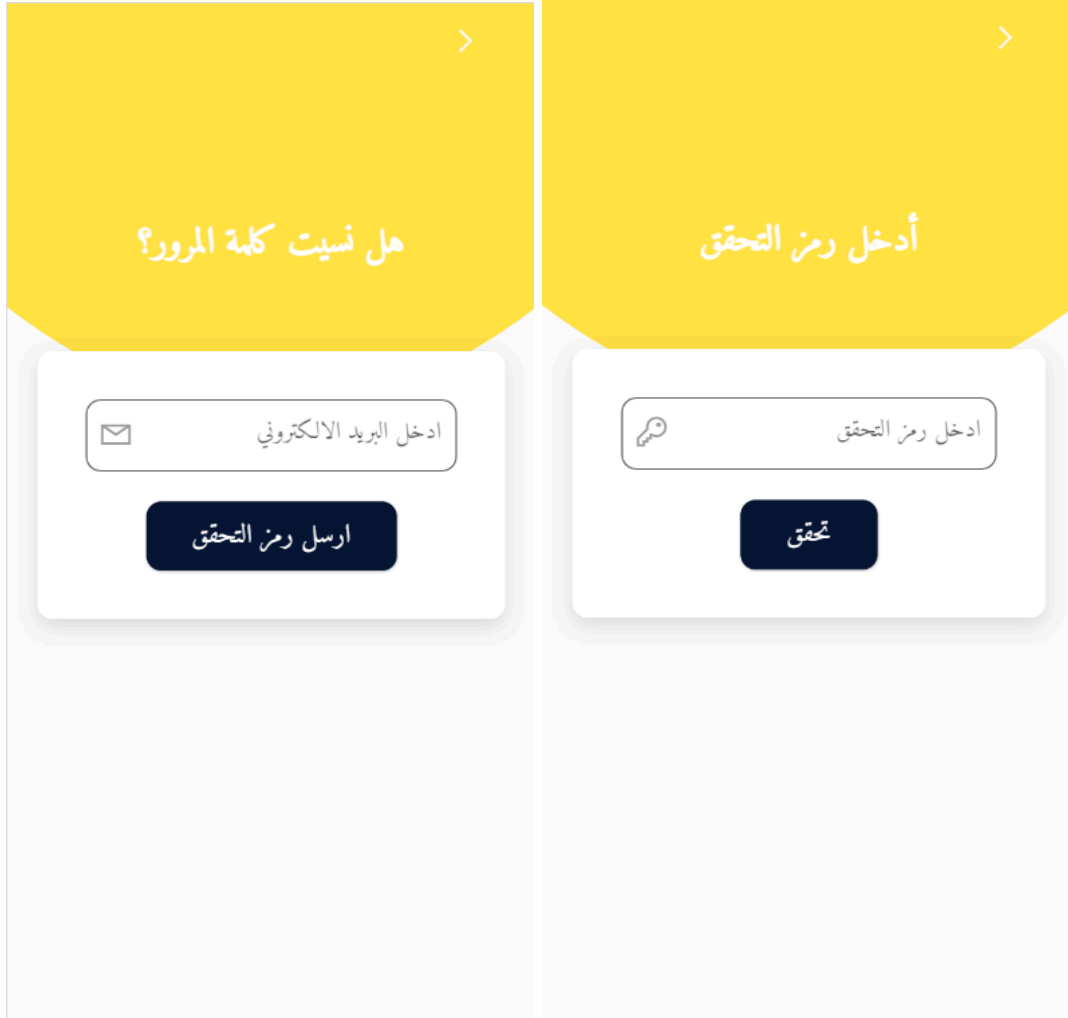 هل نسيت كلمة المرور؟
ادخل البريد الالكتروني
ارسل رمز التحقق
أدخل رمز التحقق
ادخل رمز التحقق
تحقق